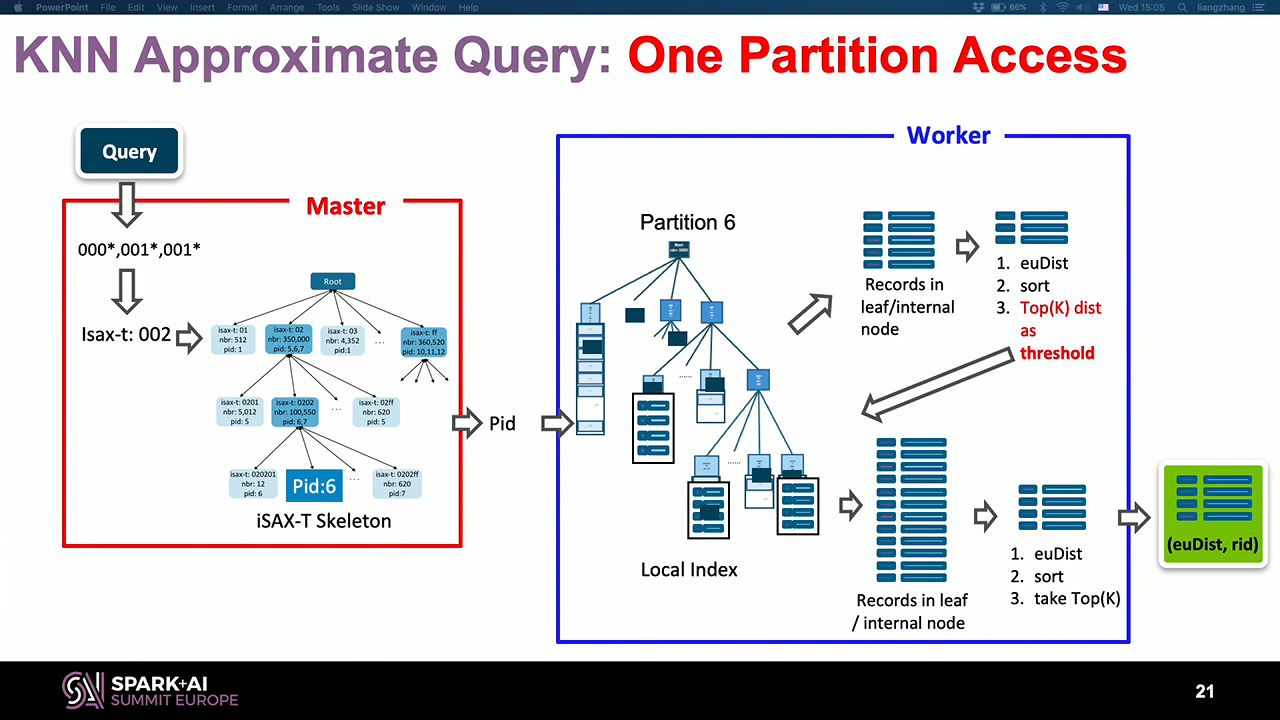 PowerPoint File Edit View Insert Format Arrange Tools Slide Show Window Help
66% Wed 15:05 liangzhang
KNN Approximate Query: One Partition Access
Query
Master
000*,001*,001*
Isax-t: 002
Root
isax-t: 01
nbr: 512
pid: 1
isax-t: 02
nbr: 350,000
pid: 5,6,7
isax-t: 03
nbr: 4,352
pid:1
...
isax-t: ff
nbr: 360,520
pid: 10,11,12
isax-t: 0201
nbr: 5,012
pid: 5
isax-t: 0202
nbr: 100,550
pid: 6,7
...
isax-t: 02ff
nbr: 620
pid: 5
isax-t: 020201
nbr: 12
pid: 6
Pid:6
...
isax-t: 0202ff
nbr: 620
pid:7
iSAX-T Skeleton
Pid
Worker
Partition 6
Local Index
Records in
leaf/internal
node
1. euDist
2. sort
3. Top(K) dist
as
threshold
Records in leaf
/ internal node
1. euDist
2. sort
3. take Top(K)
(euDist, rid)
SPARK+AI
SUMMIT EUROPE
21